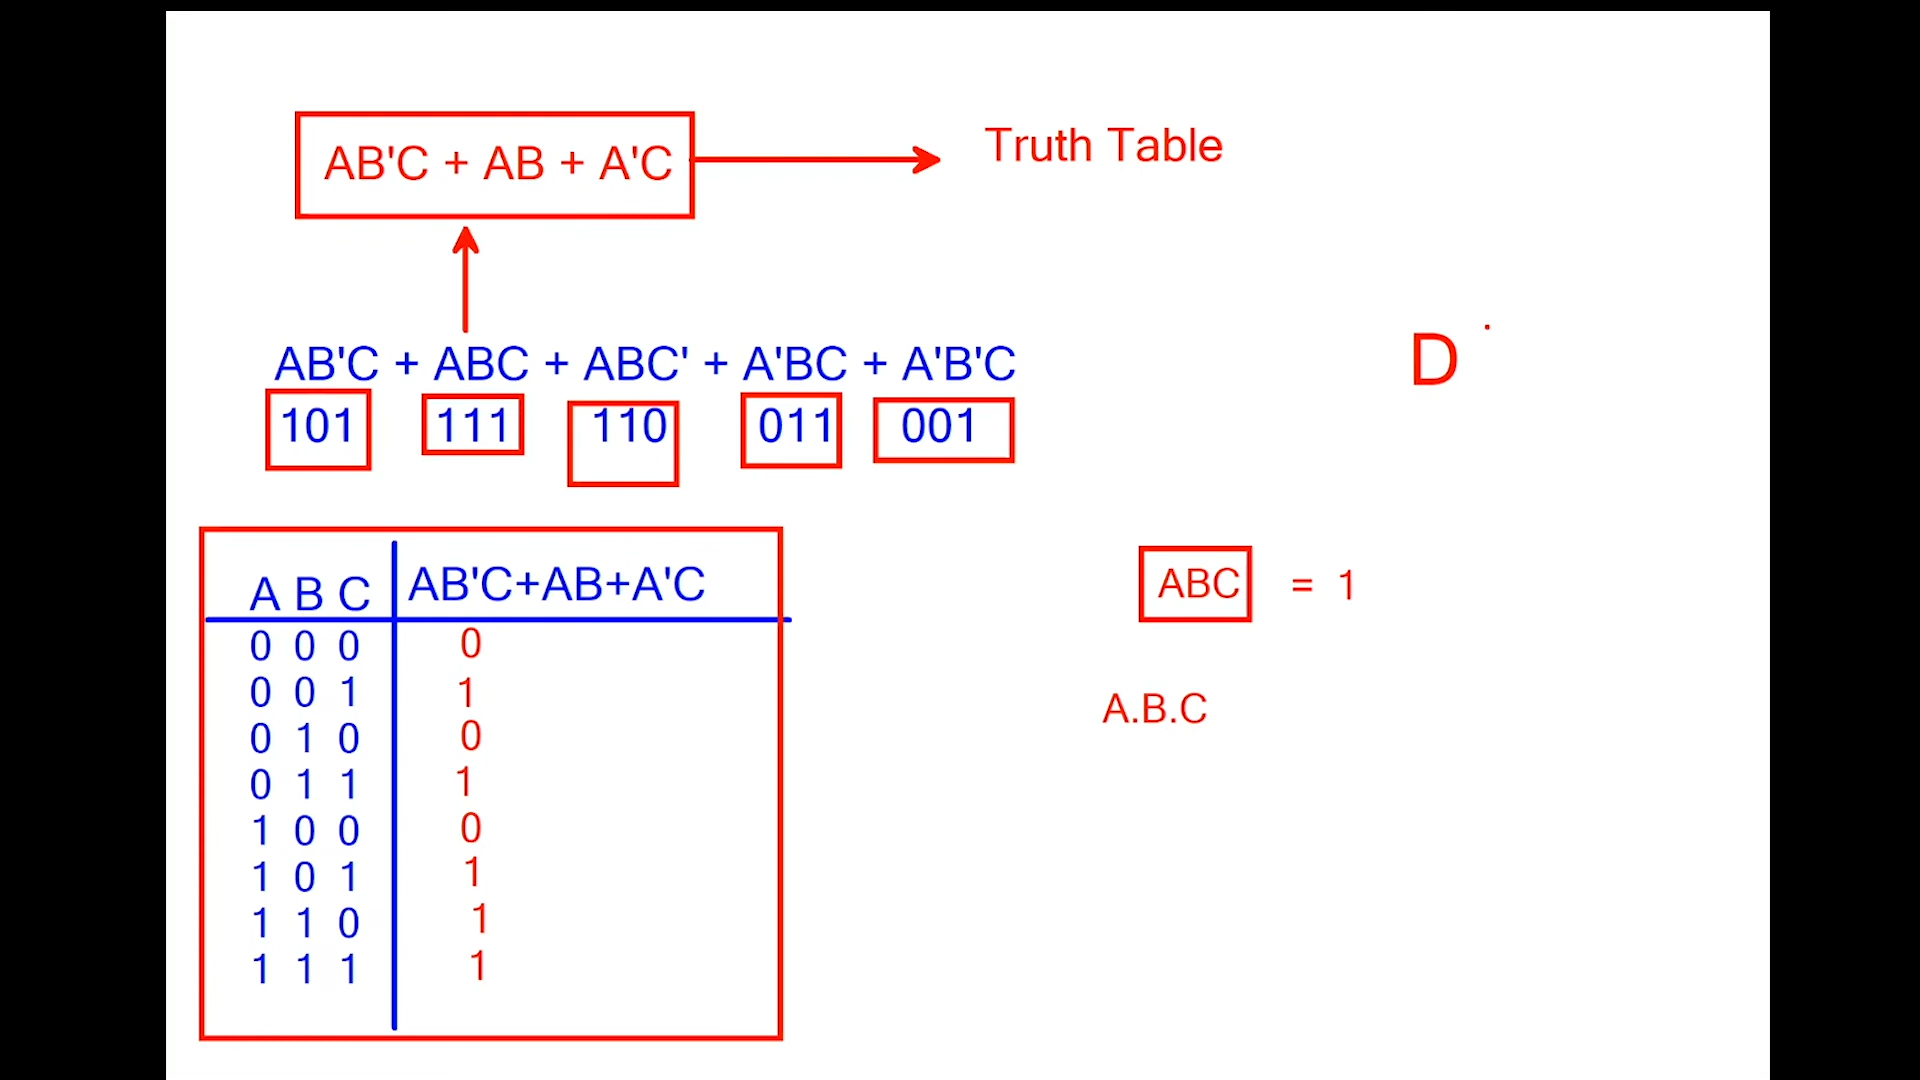 AB'C + AB + A'C
Truth Table
AB'C + ABC + ABC' + A'BC + A'B'C
D
101 111 110 011 001
A B C AB'C+AB+A'C
0 0 0 0
0 0 1 1
0 1 0 0
0 1 1 1
1 0 0 0
1 0 1 1
1 1 0 1
1 1 1 1
ABC = 1
A.B.C